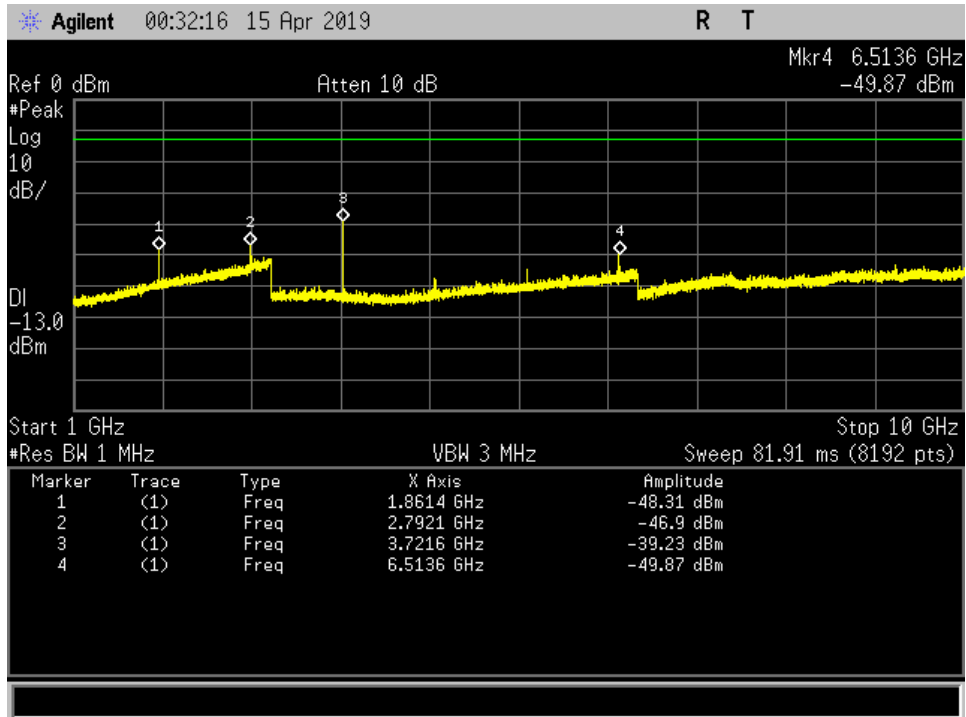 Agilent 00:32:16 15 Apr 2019 R T
Mkr4 6.5136 GHz
Ref 0 dBm Atten 10 dB -49.87 dBm
#Peak
Log
10
dB/
1
2
3
4
DI
-13.0
dBm
Start 1 GHz Stop 10 GHz
#Res BW 1 MHz VBW 3 MHz Sweep 81.91 ms (8192 pts)
Marker Trace Type X Axis Amplitude
1 (1) Freq 1.8614 GHz -48.31 dBm
2 (1) Freq 2.7921 GHz -46.9 dBm
3 (1) Freq 3.7216 GHz -39.23 dBm
4 (1) Freq 6.5136 GHz -49.87 dBm